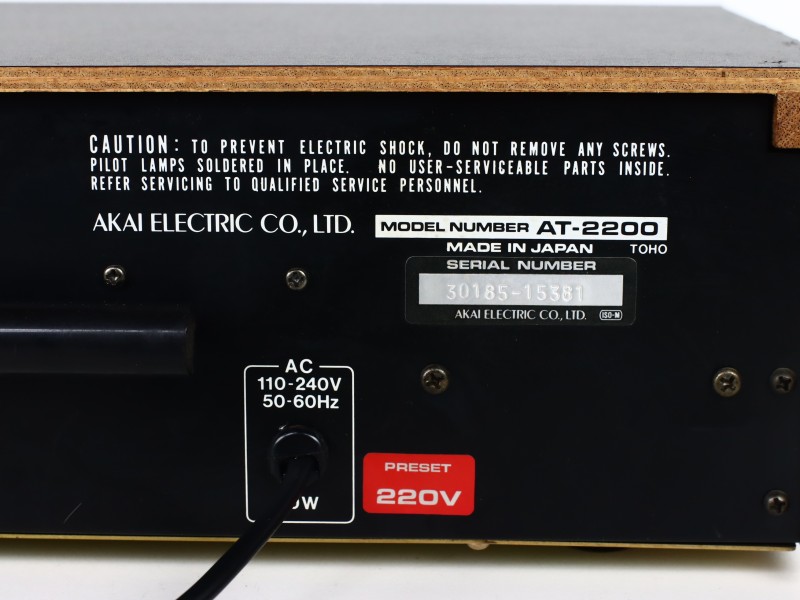 CAUTION: TO PREVENT ELECTRIC SHOCK, DO NOT REMOVE ANY SCREWS.
PILOT LAMPS SOLDERED IN PLACE. NO USER-SERVICEABLE PARTS INSIDE.
REFER SERVICING TO QUALIFIED SERVICE PERSONNEL.
AKAI ELECTRIC CO., LTD. MODEL NUMBER AT-2200
MADE IN JAPAN TOHO
SERIAL NUMBER
30185-15381
AKAI ELECTRIC CO., LTD. ISO-M
AC
110-240V
50-60Hz
PRESET
220V